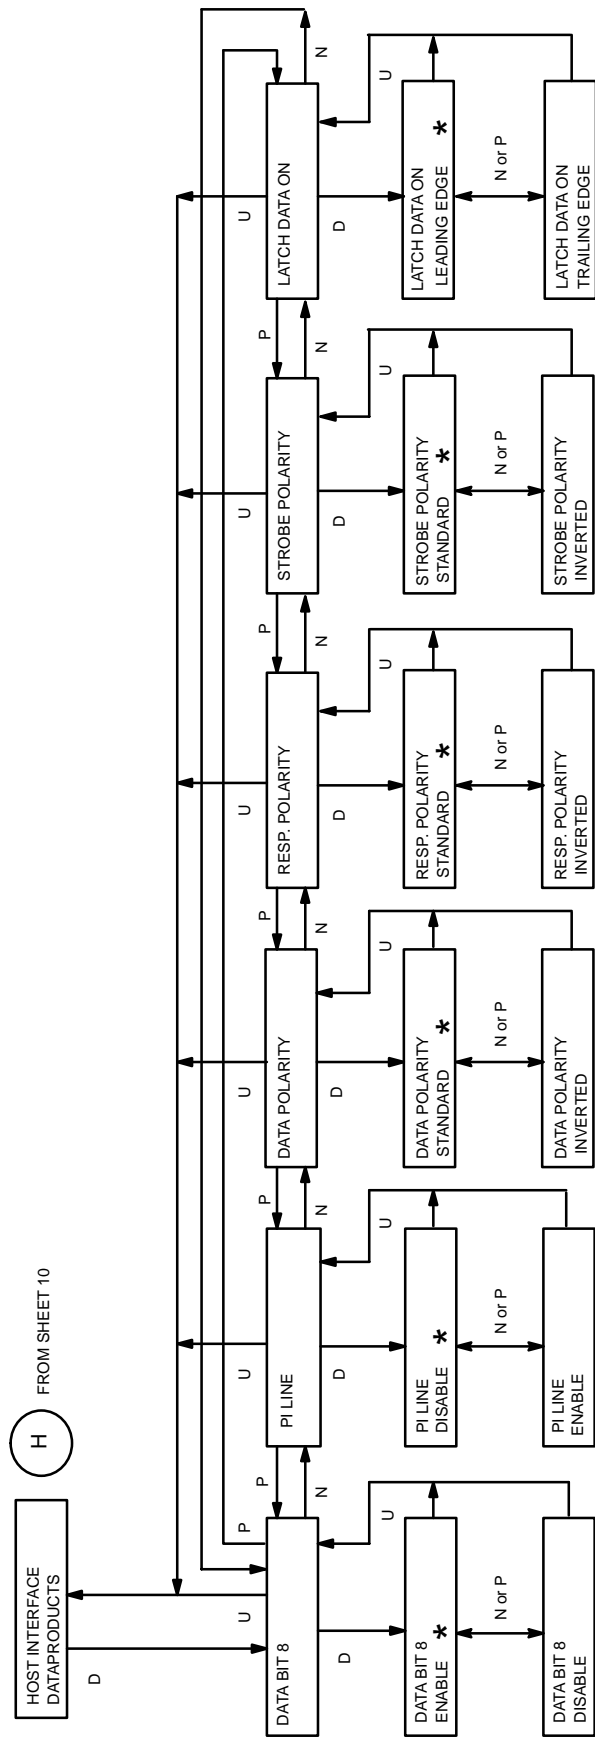 HOST INTERFACE
DATAPRODUCTS
H
FROM SHEET 10
D
U
P
U
U
U
U
U
DATA BIT 8
P
N
PI LINE
P
N
DATA POLARITY
P
N
RESP. POLARITY
P
N
STROBE POLARITY
P
N
LATCH DATA ON
N
D
U
D
U
D
U
D
U
D
U
D
U
DATA BIT 8
ENABLE *
PI LINE
DISABLE *
DATA POLARITY
STANDARD *
RESP. POLARITY
STANDARD *
STROBE POLARITY
STANDARD *
LATCH DATA ON
LEADING EDGE *
N or P
N or P
N or P
N or P
N or P
N or P
DATA BIT 8
DISABLE
PI LINE
ENABLE
DATA POLARITY
INVERTED
RESP. POLARITY
INVERTED
STROBE POLARITY
INVERTED
LATCH DATA ON
TRAILING EDGE